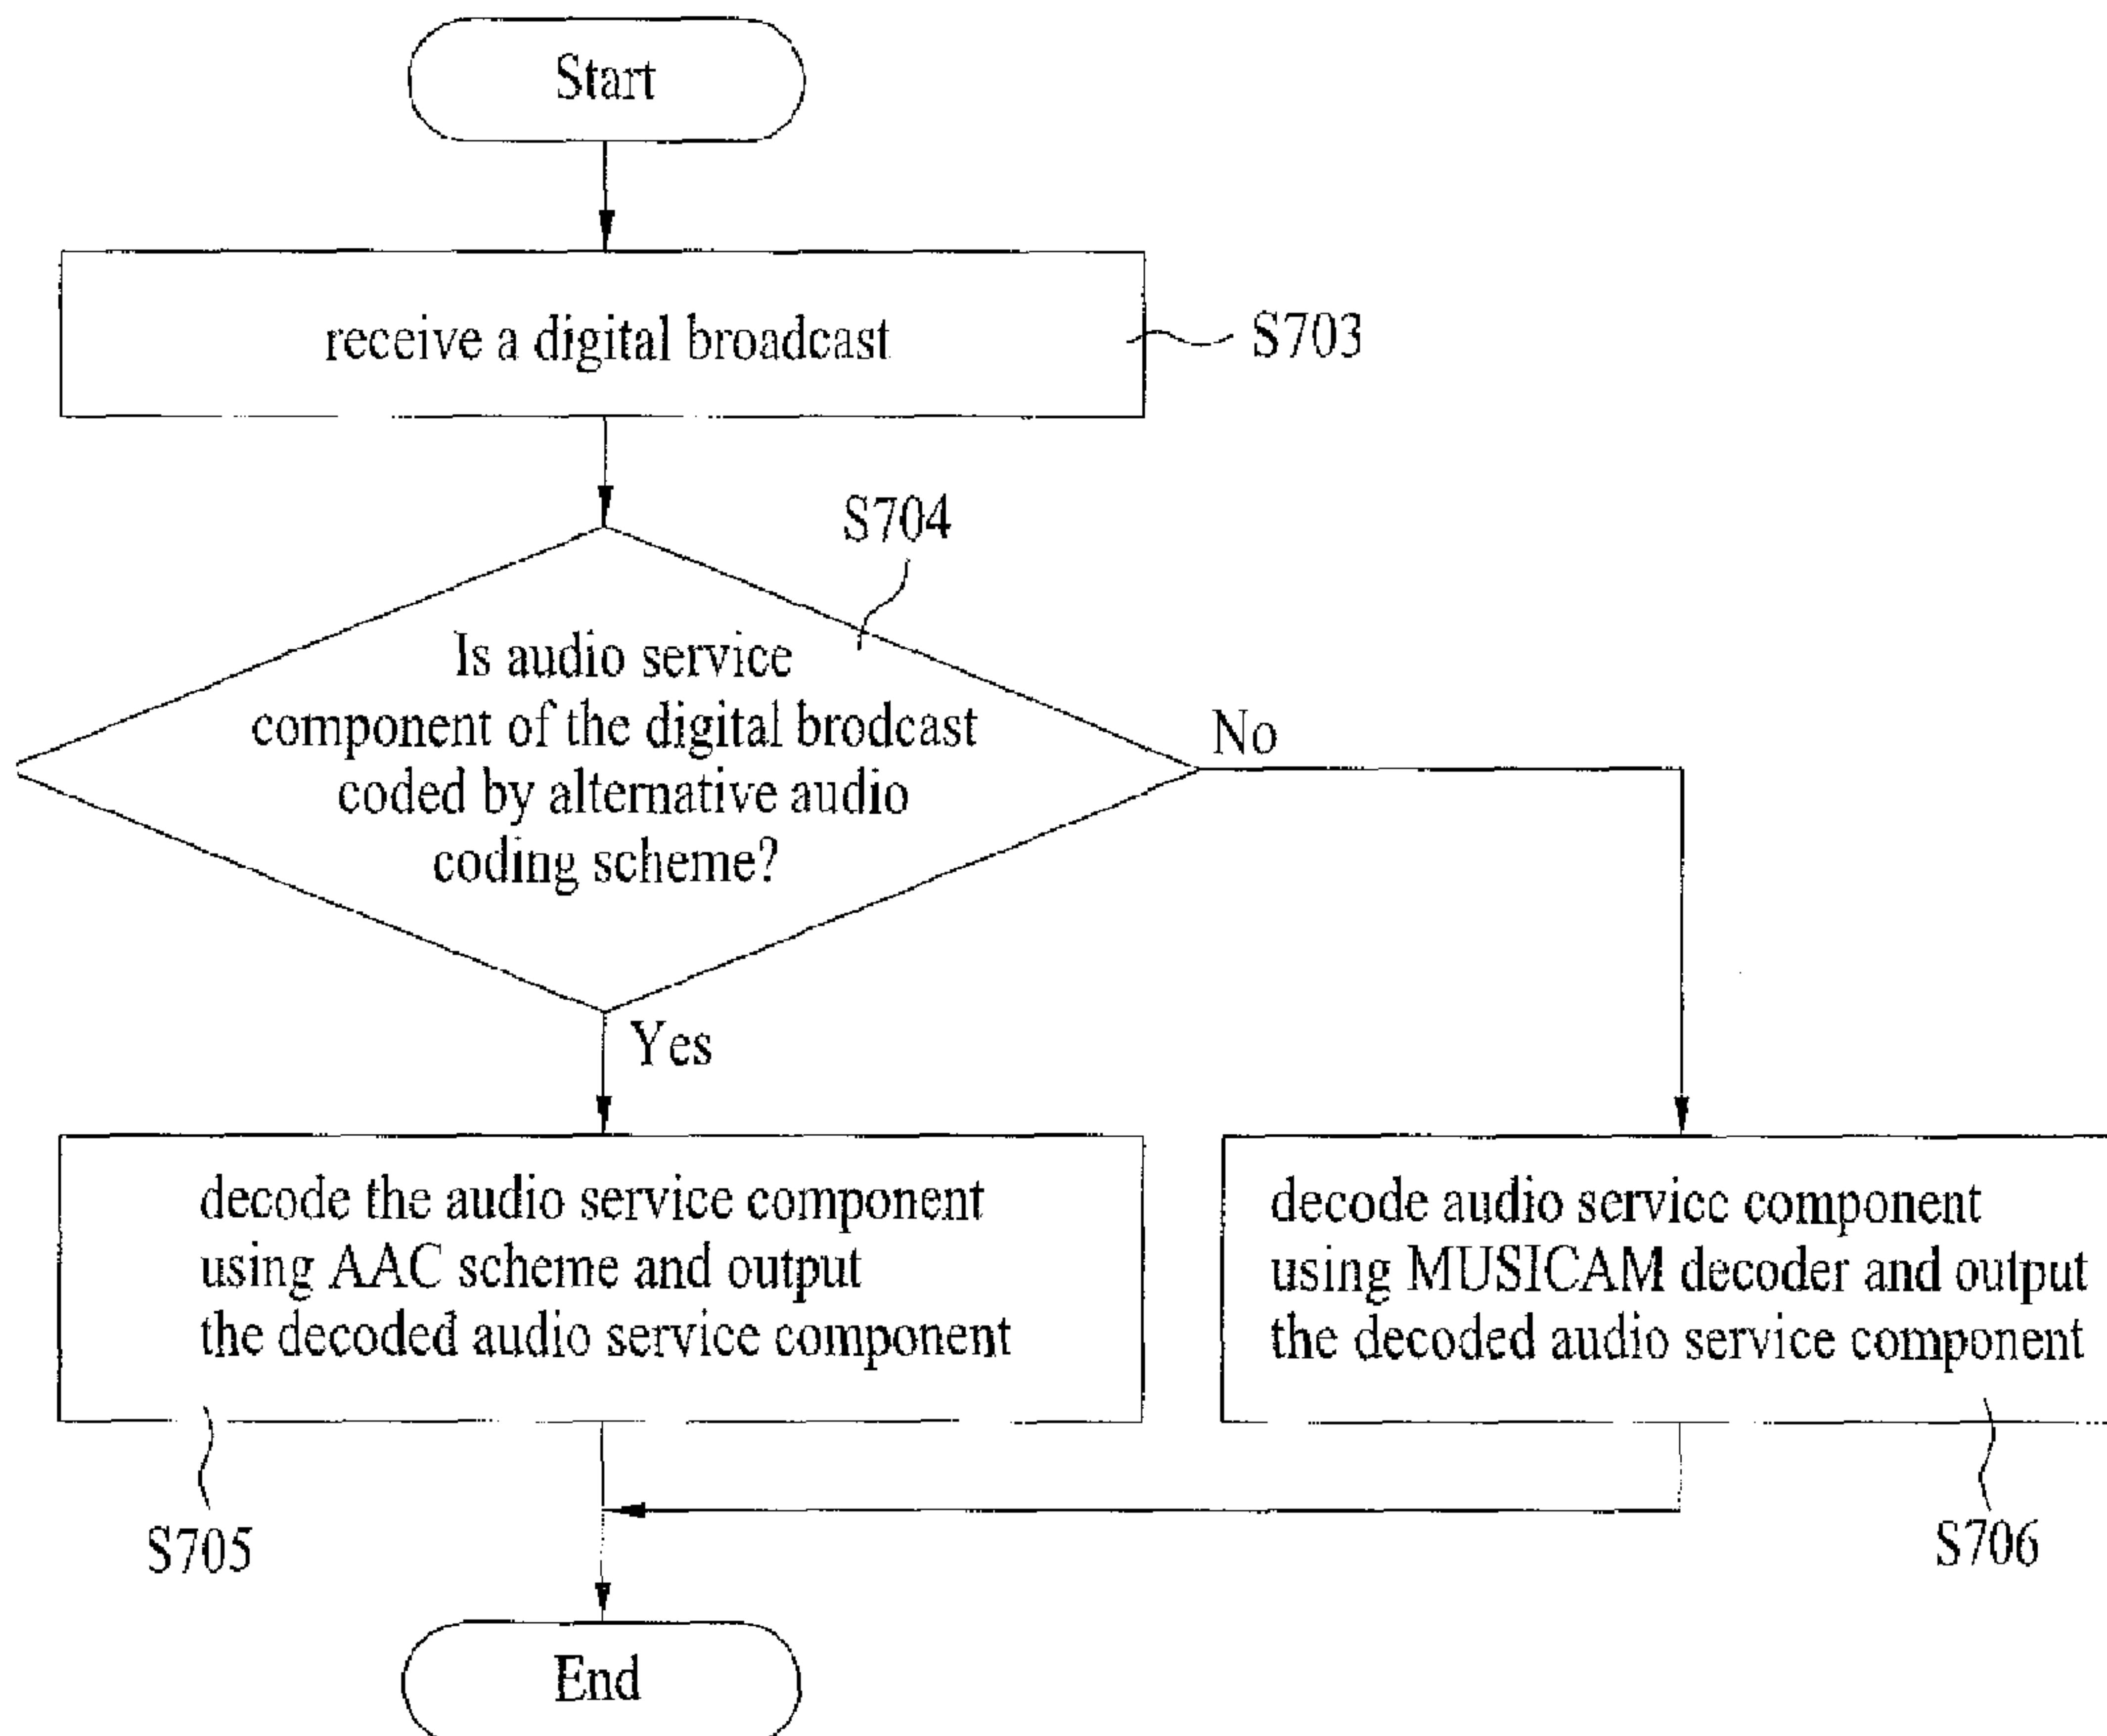 Start
receive a digital broadcast
S703
S704
Is audio service
component of the digital brodcast
coded by alternative audio
coding scheme?
No
Yes
decode the audio service component
using AAC scheme and output
the decoded audio service component
decode audio service component
using MUSICAM decoder and output
the decoded audio service component
S705
S706
End